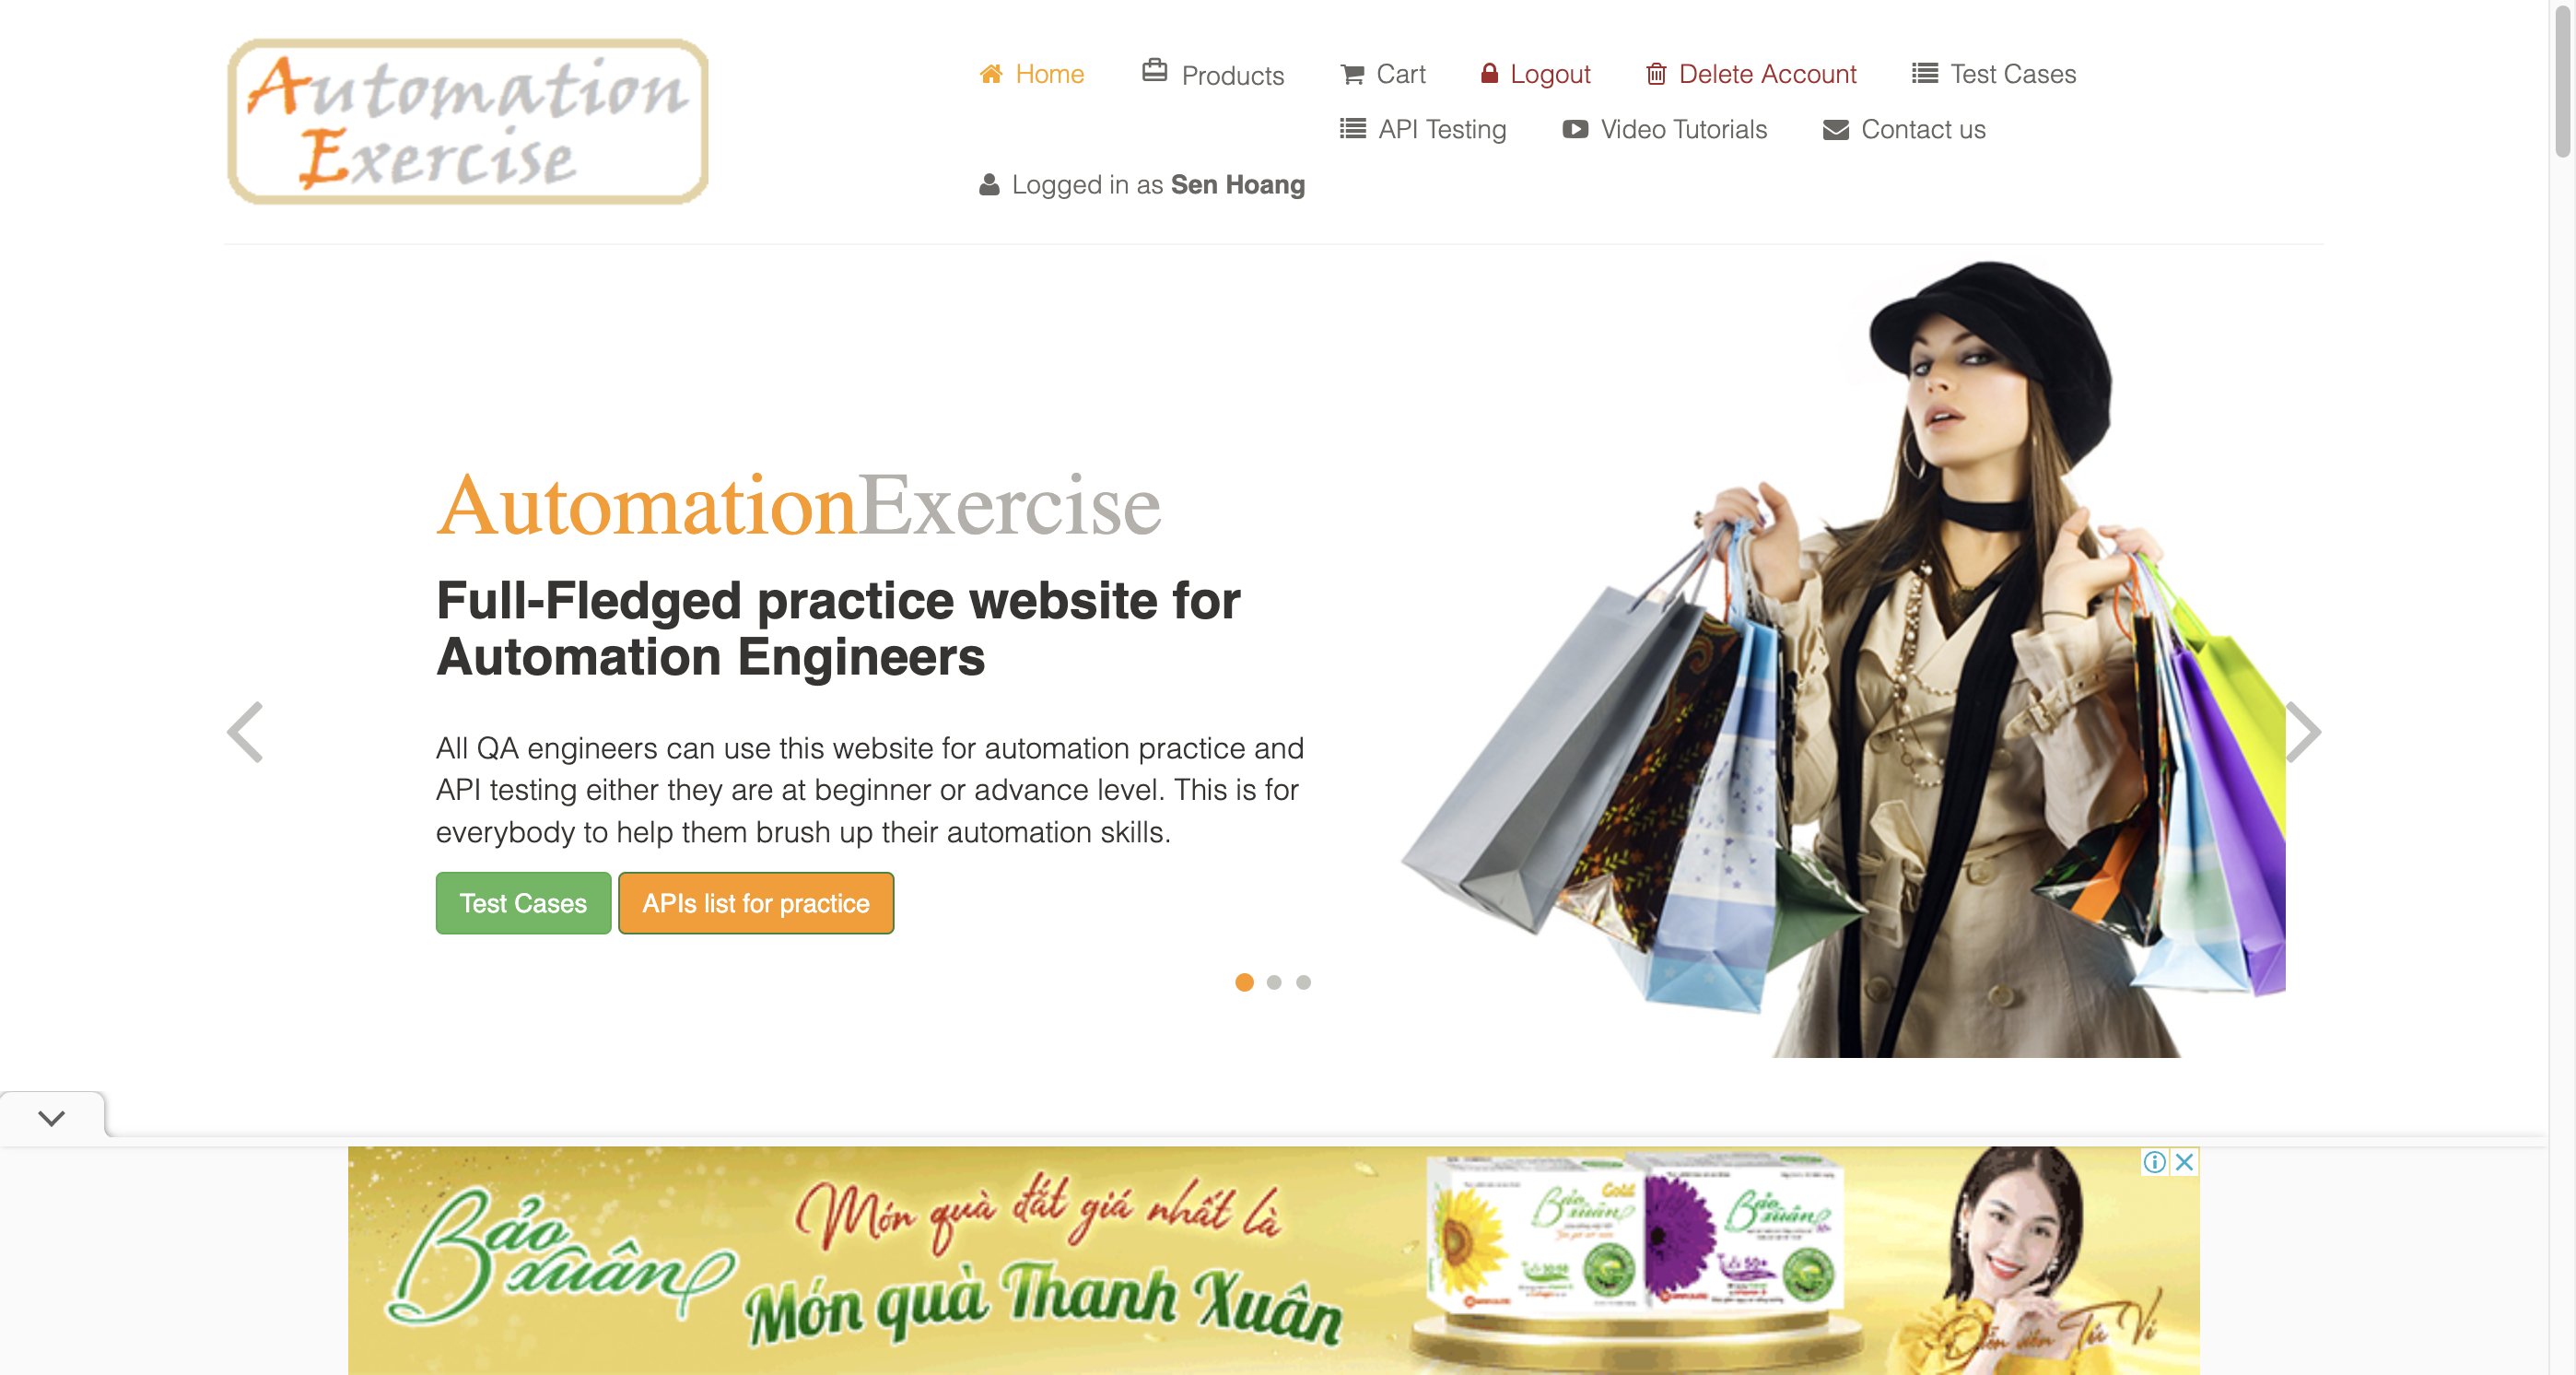 Automation
Exercise
Home Products Cart Logout Delete Account Test Cases
API Testing Video Tutorials Contact us
Logged in as Sen Hoang
AutomationExercise
Full-Fledged practice website for
Automation Engineers
All QA engineers can use this website for automation practice and
API testing either they are at beginner or advance level. This is for
everybody to help them brush up their automation skills.
Test Cases APIs list for practice
Bảo
xuân
Món quà đắt giá nhất là
Món quà Thanh Xuân
Bảo
xuân
Gold
Bảo
xuân
50+
Diễn viên Tú Vi